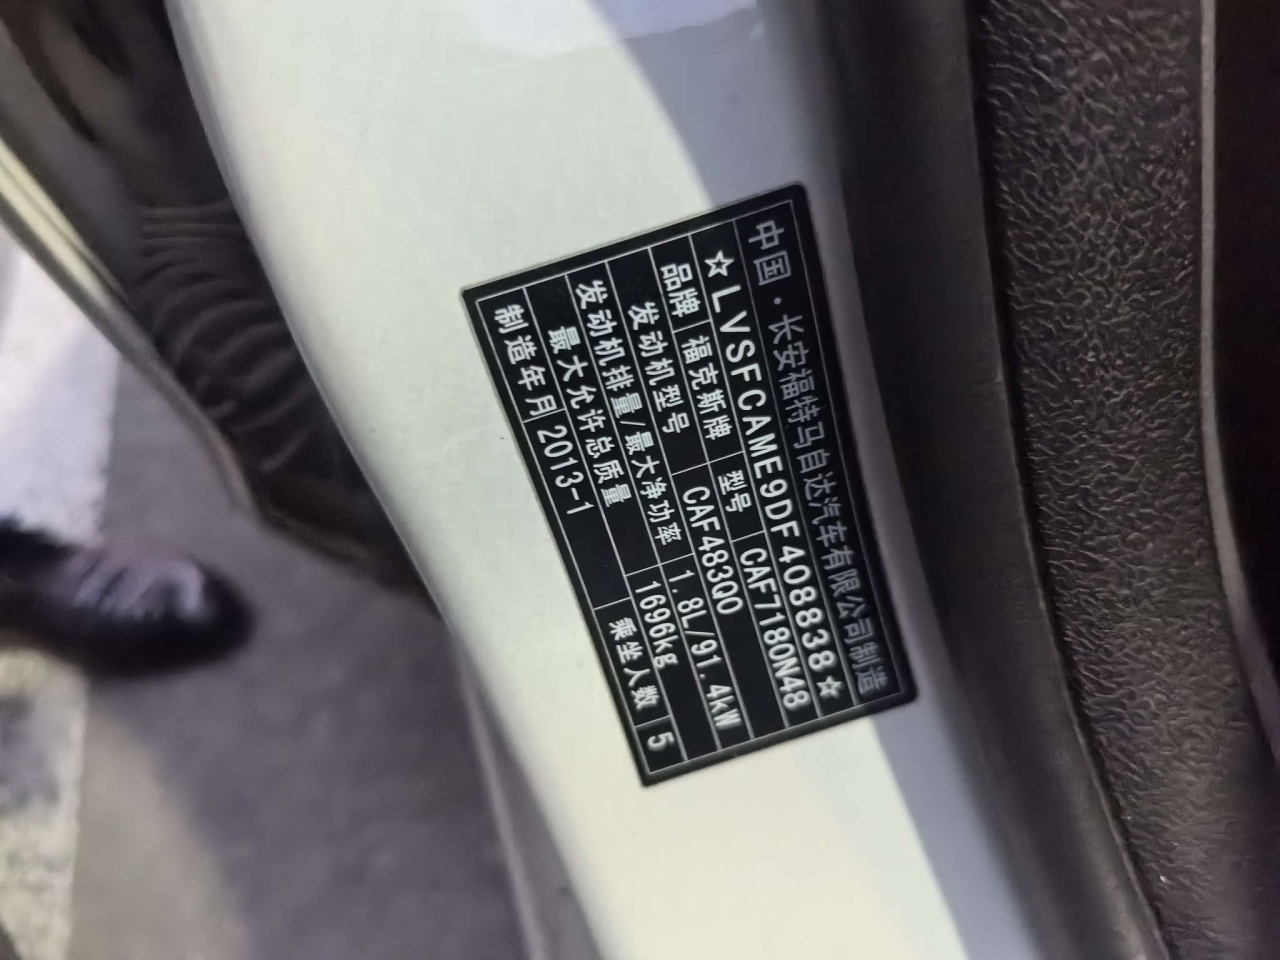 中国·长安福特马自达汽车有限公司制造
☆LVSFCAME9DF408838☆
品牌 福克斯牌 型号 CAF7180N48
发动机型号 CAF483Q0
发动机排量/最大净功率 1.8L/91.4kW
最大允许总质量 1696kg
制造年月 2013-1 乘坐人数 5